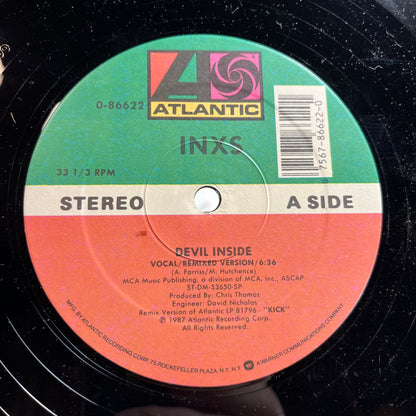 A
0-86622
ATLANTIC
INXS
33 1/3 RPM
7567-86622-0
STEREO
A SIDE
DEVIL INSIDE
VOCAL/REMIXED VERSION/6:36
(A. Farriss/M. Hutchence)
MCA Music Publishing, a division of MCA, Inc., ASCAP
ST-DM-53650-SP
Produced By: Chris Thomas
Engineer: David Nicholas
Remix Version of Atlantic LP 81796 - "KICK"
℗ 1987 Atlantic Recording Corp.
All Rights Reserved.
MFG. BY ATLANTIC RECORDING CORP., 75 ROCKEFELLER PLAZA, N.Y., N.Y. W A WARNER COMMUNICATIONS COMPANY